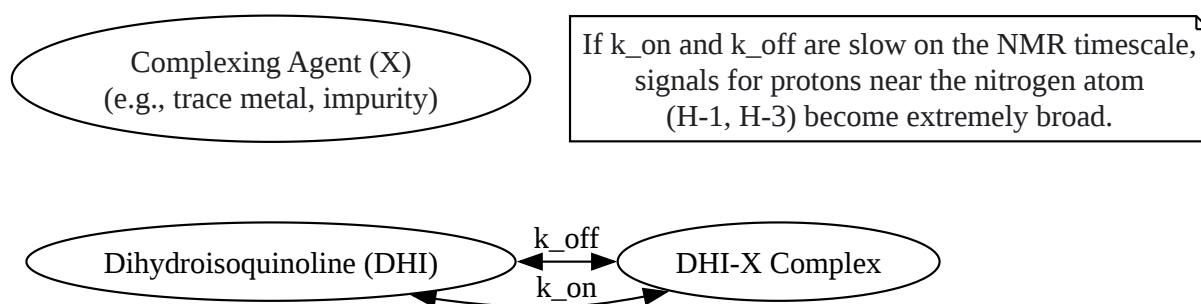 Complexing Agent (X)
(e.g., trace metal, impurity)
If k_on and k_off are slow on the NMR timescale,
signals for protons near the nitrogen atom
(H-1, H-3) become extremely broad.
Dihydroisoquinoline (DHI)
k_off
k_on
DHI-X Complex